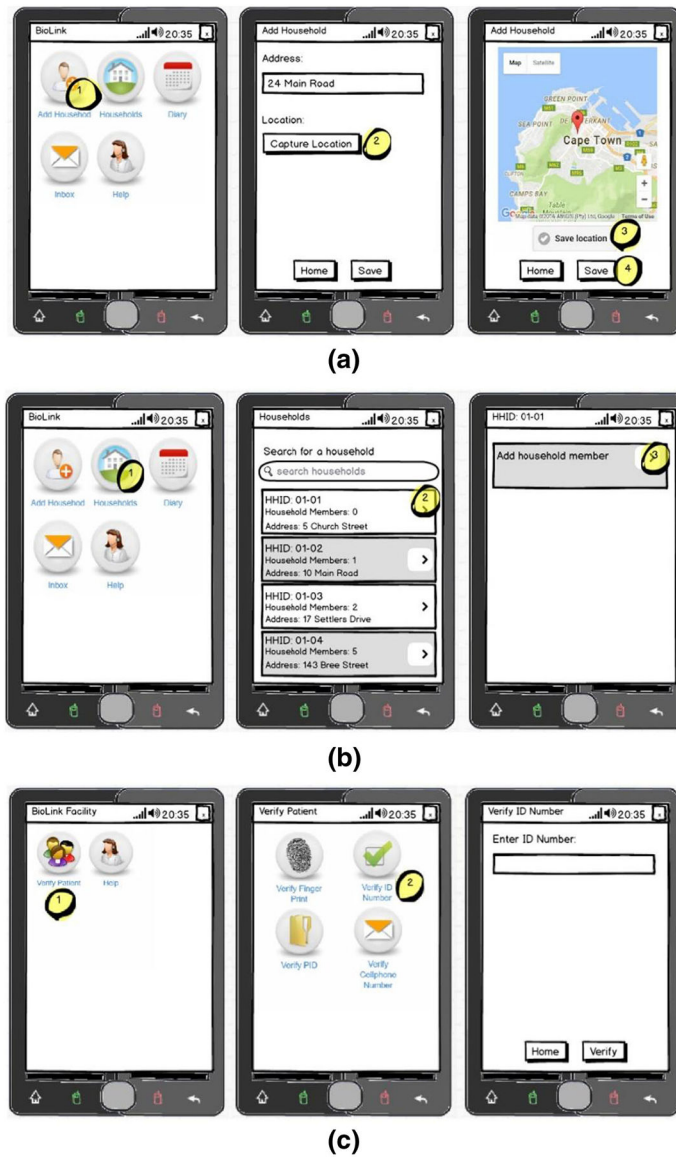 BioLink 20:35
1
Add Househod Households Diary
Inbox Help
Add Household 20:35
Address:
24 Main Road
Location:
Capture Location 2
Home Save
Add Household 20:35
Map Satellite
GREEN POINT
SEA POINT
Cape Town
CAMPS BAY
Table
Terms of Use
Save location 3
Home Save 4
(a)
BioLink 20:35
1
Add Househod Households Diary
Inbox Help
Households 20:35
Search for a household
search households
HHID: 01-01 2
Household Members: 0
Address: 5 Church Street
HHID: 01-02
Household Members: 1
Address: 10 Main Road
HHID: 01-03
Household Members: 2
Address: 17 Settlers Drive
HHID: 01-04
Household Members: 5
Address: 143 Bree Street
HHID: 01-01 20:35
Add household member 3
(b)
BioLink Facility 20:35
Verify Patient Help
1
Verify Patient 20:35
Verify Finger
Print
Verify ID
Number
2
Verify PID
Verify
Cellphone
Number
Verify ID Number 20:35
Enter ID Number:
Home Verify
(c)